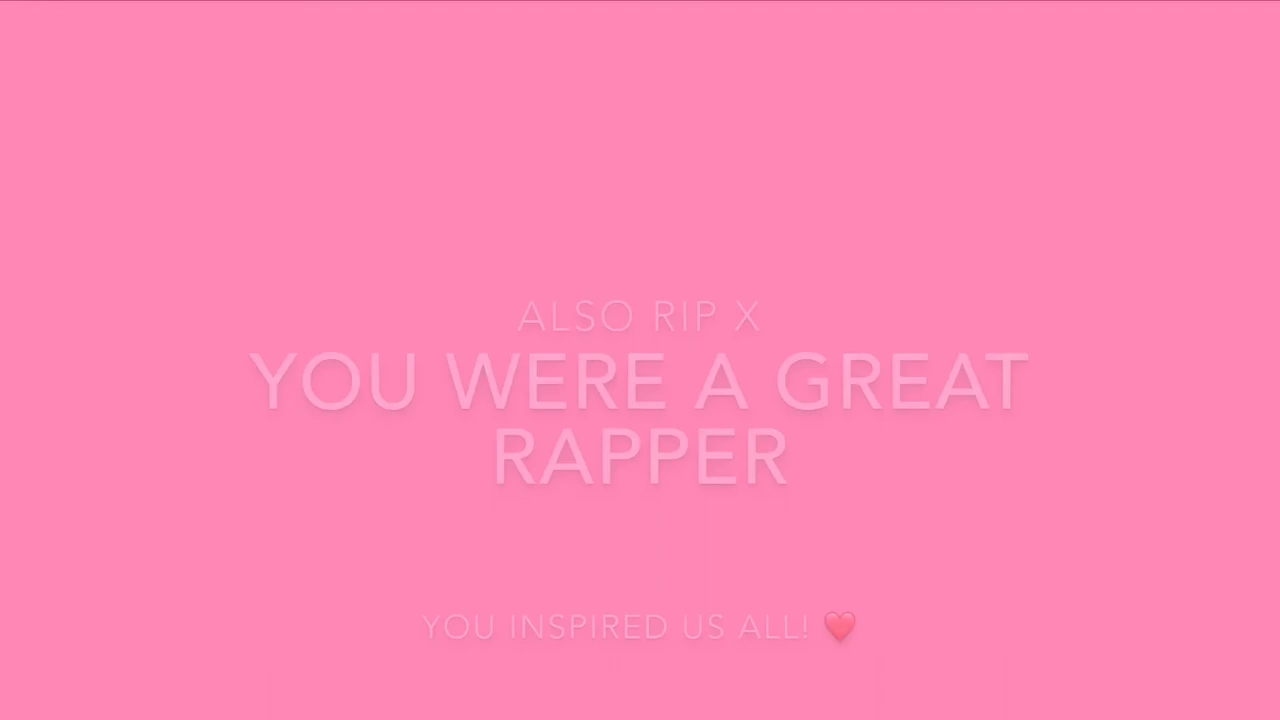 ALSO RIP X
YOU WERE A GREAT
RAPPER
YOU INSPIRED US ALL! ❤️